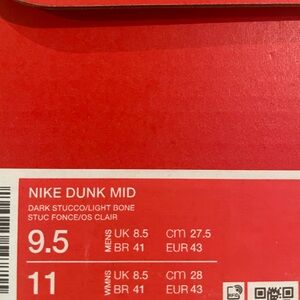 NIKE DUNK MID
DARK STUCCO/LIGHT BONE
STUC FONCE/OS CLAIR
9.5 MENS UK 8.5 CM 27.5
BR 41 EUR 43
11 WMNS UK 8.5 CM 28
BR 41 EUR 43